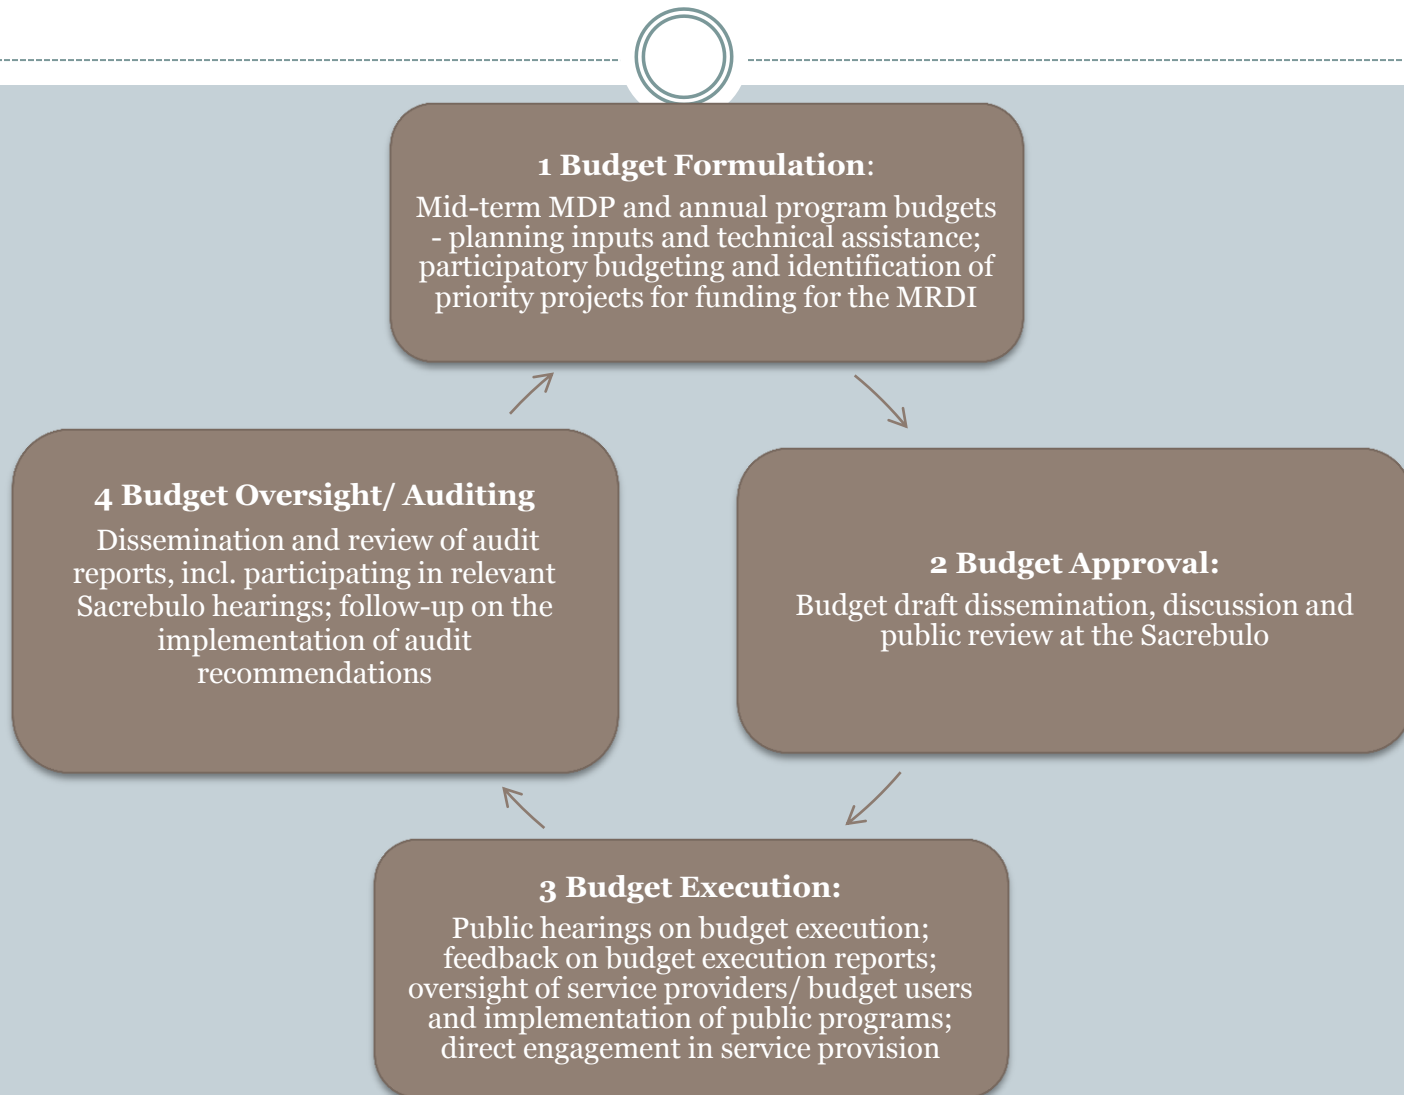 1 Budget Formulation:
Mid-term MDP and annual program budgets
- planning inputs and technical assistance;
participatory budgeting and identification of
priority projects for funding for the MRDI
2 Budget Approval:
Budget draft dissemination, discussion and
public review at the Sacrebulo
3 Budget Execution:
Public hearings on budget execution;
feedback on budget execution reports;
oversight of service providers/ budget users
and implementation of public programs;
direct engagement in service provision
4 Budget Oversight/ Auditing
Dissemination and review of audit
reports, incl. participating in relevant
Sacrebulo hearings; follow-up on the
implementation of audit
recommendations